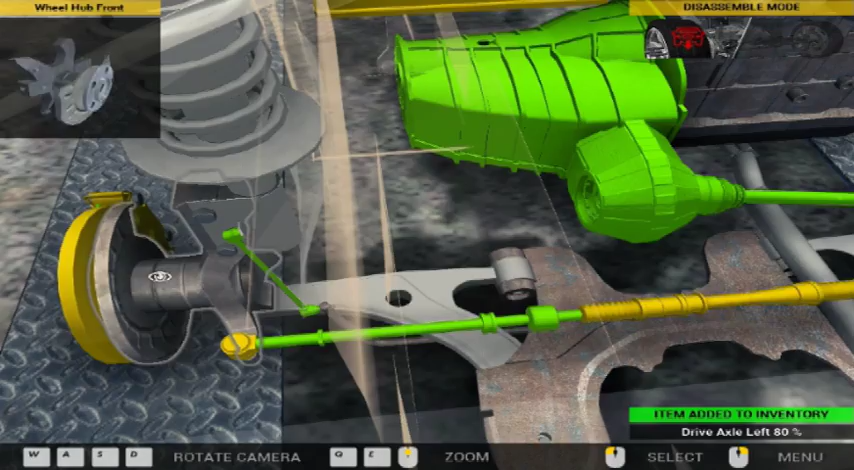 Wheel Hub Front
DISASSEMBLE MODE
ITEM ADDED TO INVENTORY
Drive Axle Left 80 %
W A S D ROTATE CAMERA Q E ZOOM SELECT MENU